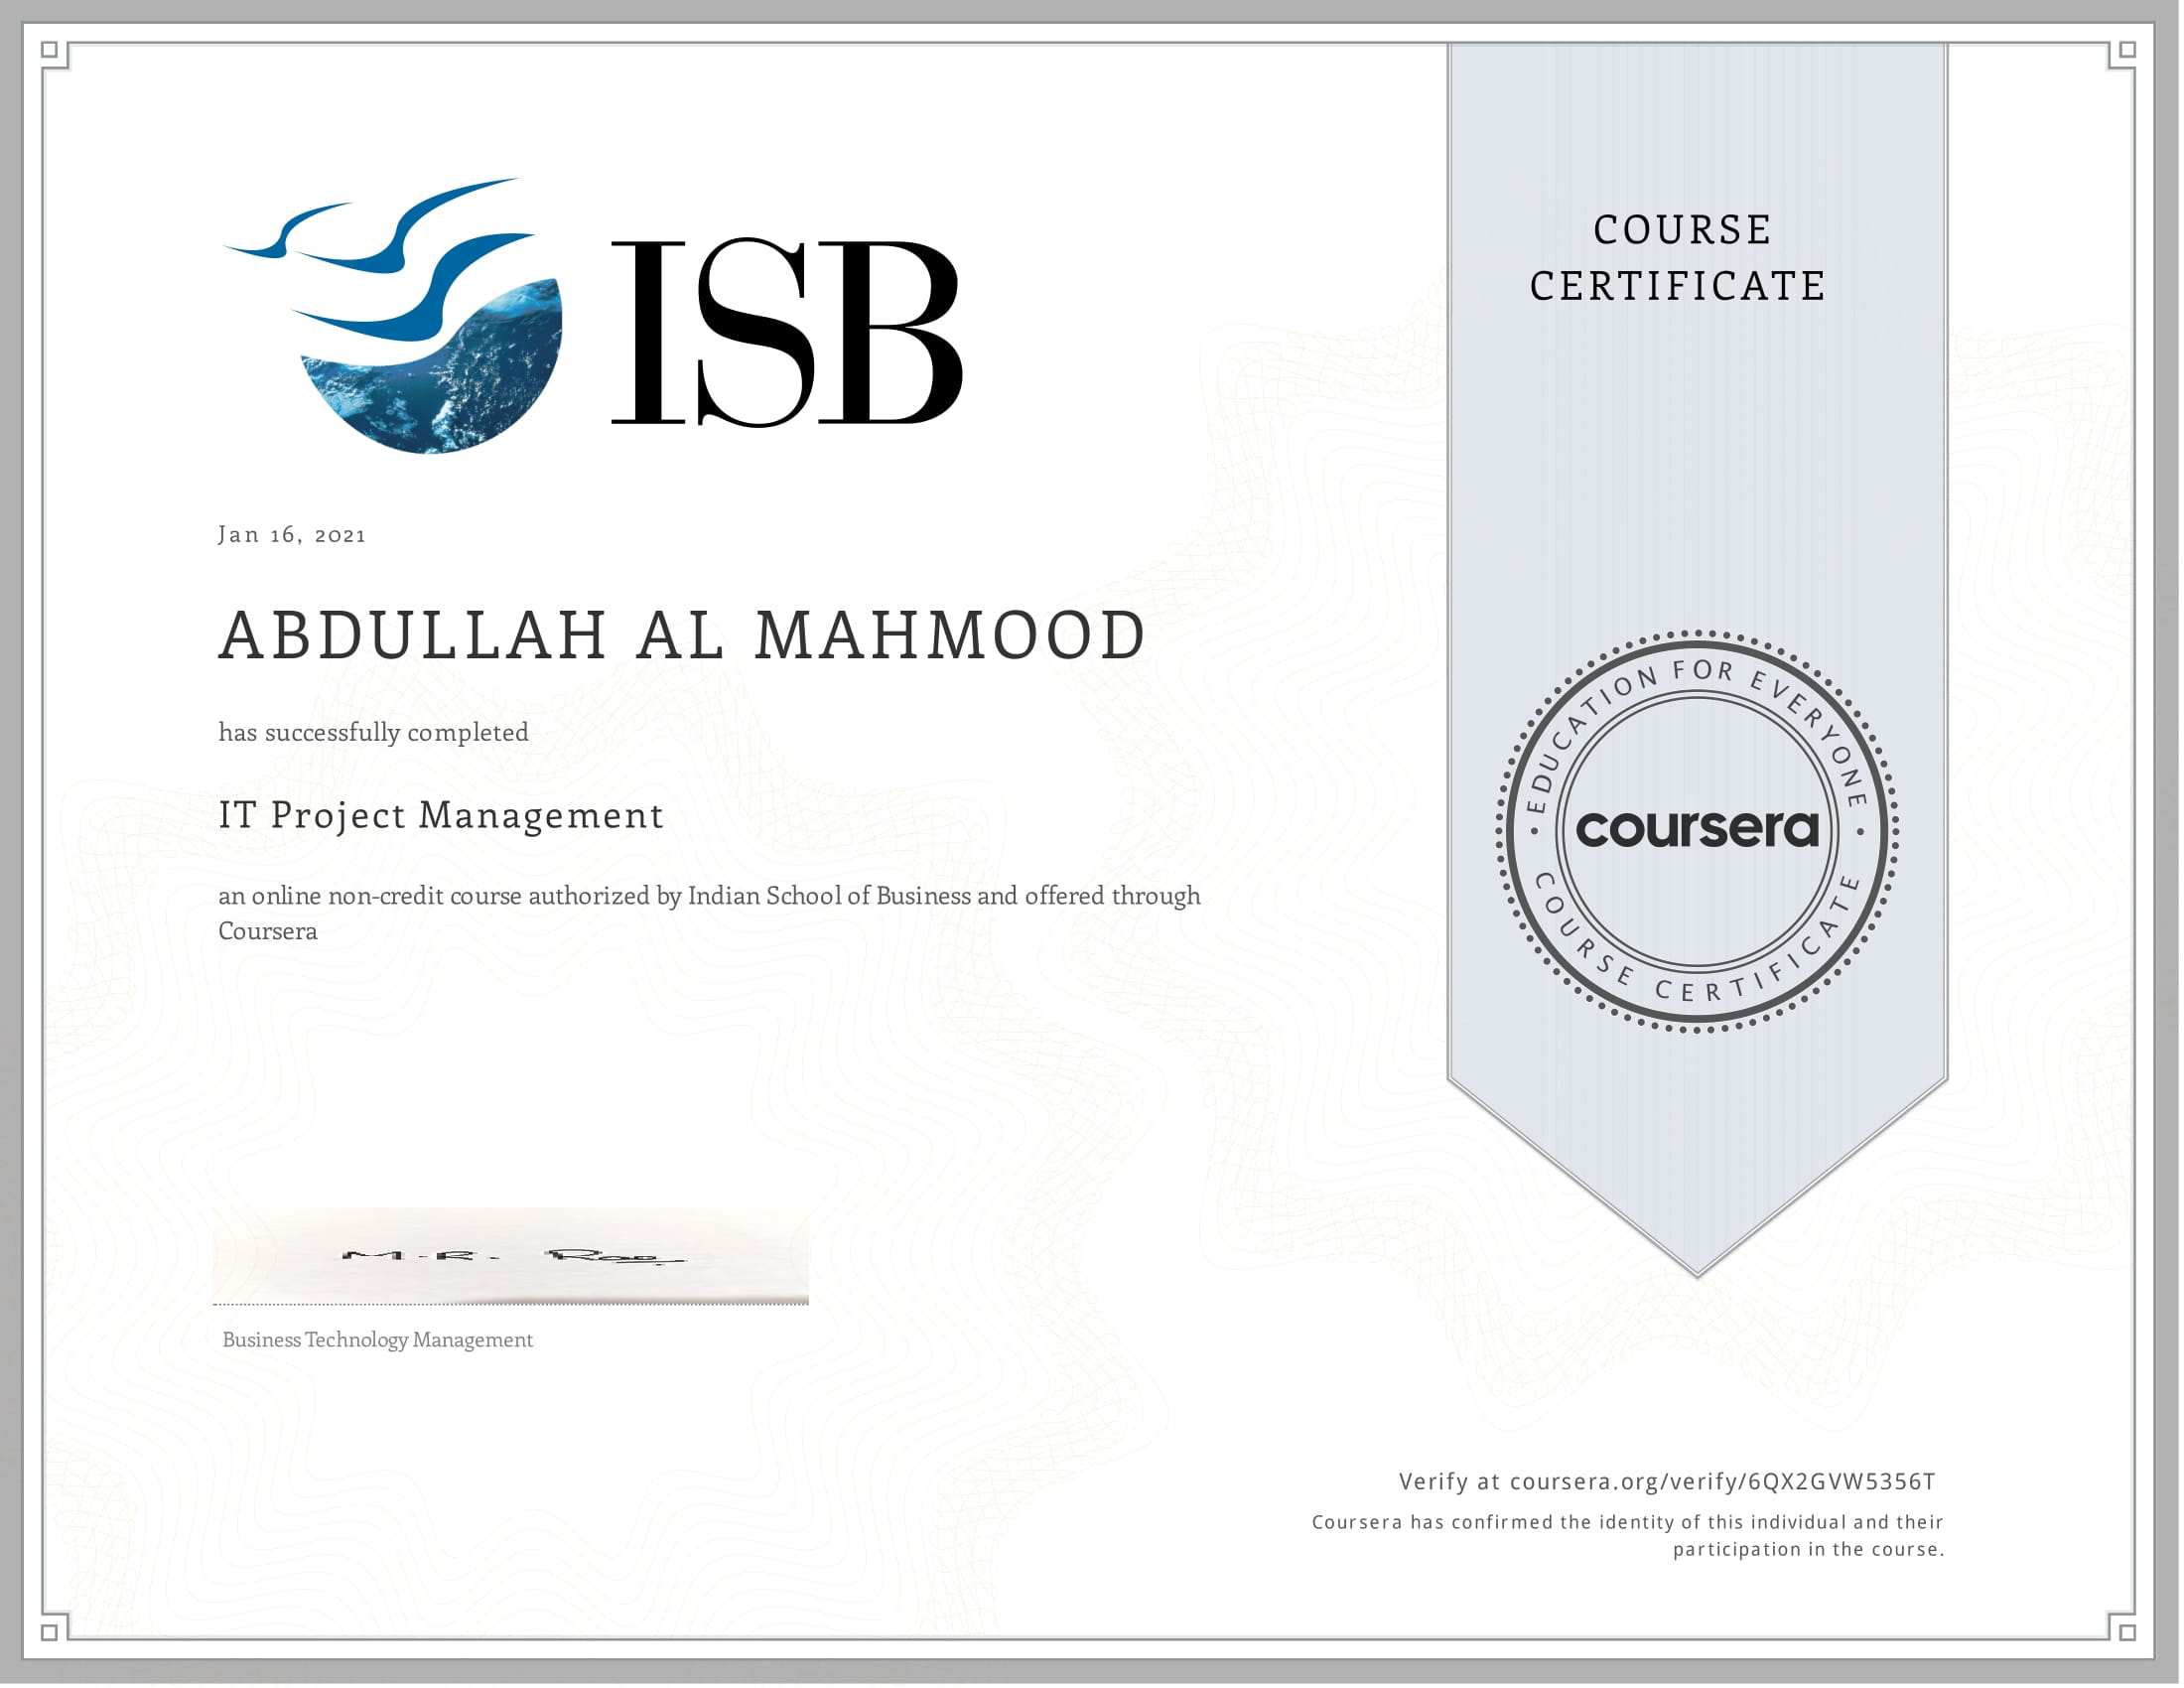 ISB
COURSE
CERTIFICATE
Jan 16, 2021
ABDULLAH AL MAHMOOD
has successfully completed
IT Project Management
an online non-credit course authorized by Indian School of Business and offered through
Coursera
EDUCATION FOR EVERYONE
coursera
COURSE CERTIFICATE
M.R. Rao
Business Technology Management
Verify at coursera.org/verify/6QX2GVW5356T
Coursera has confirmed the identity of this individual and their
participation in the course.